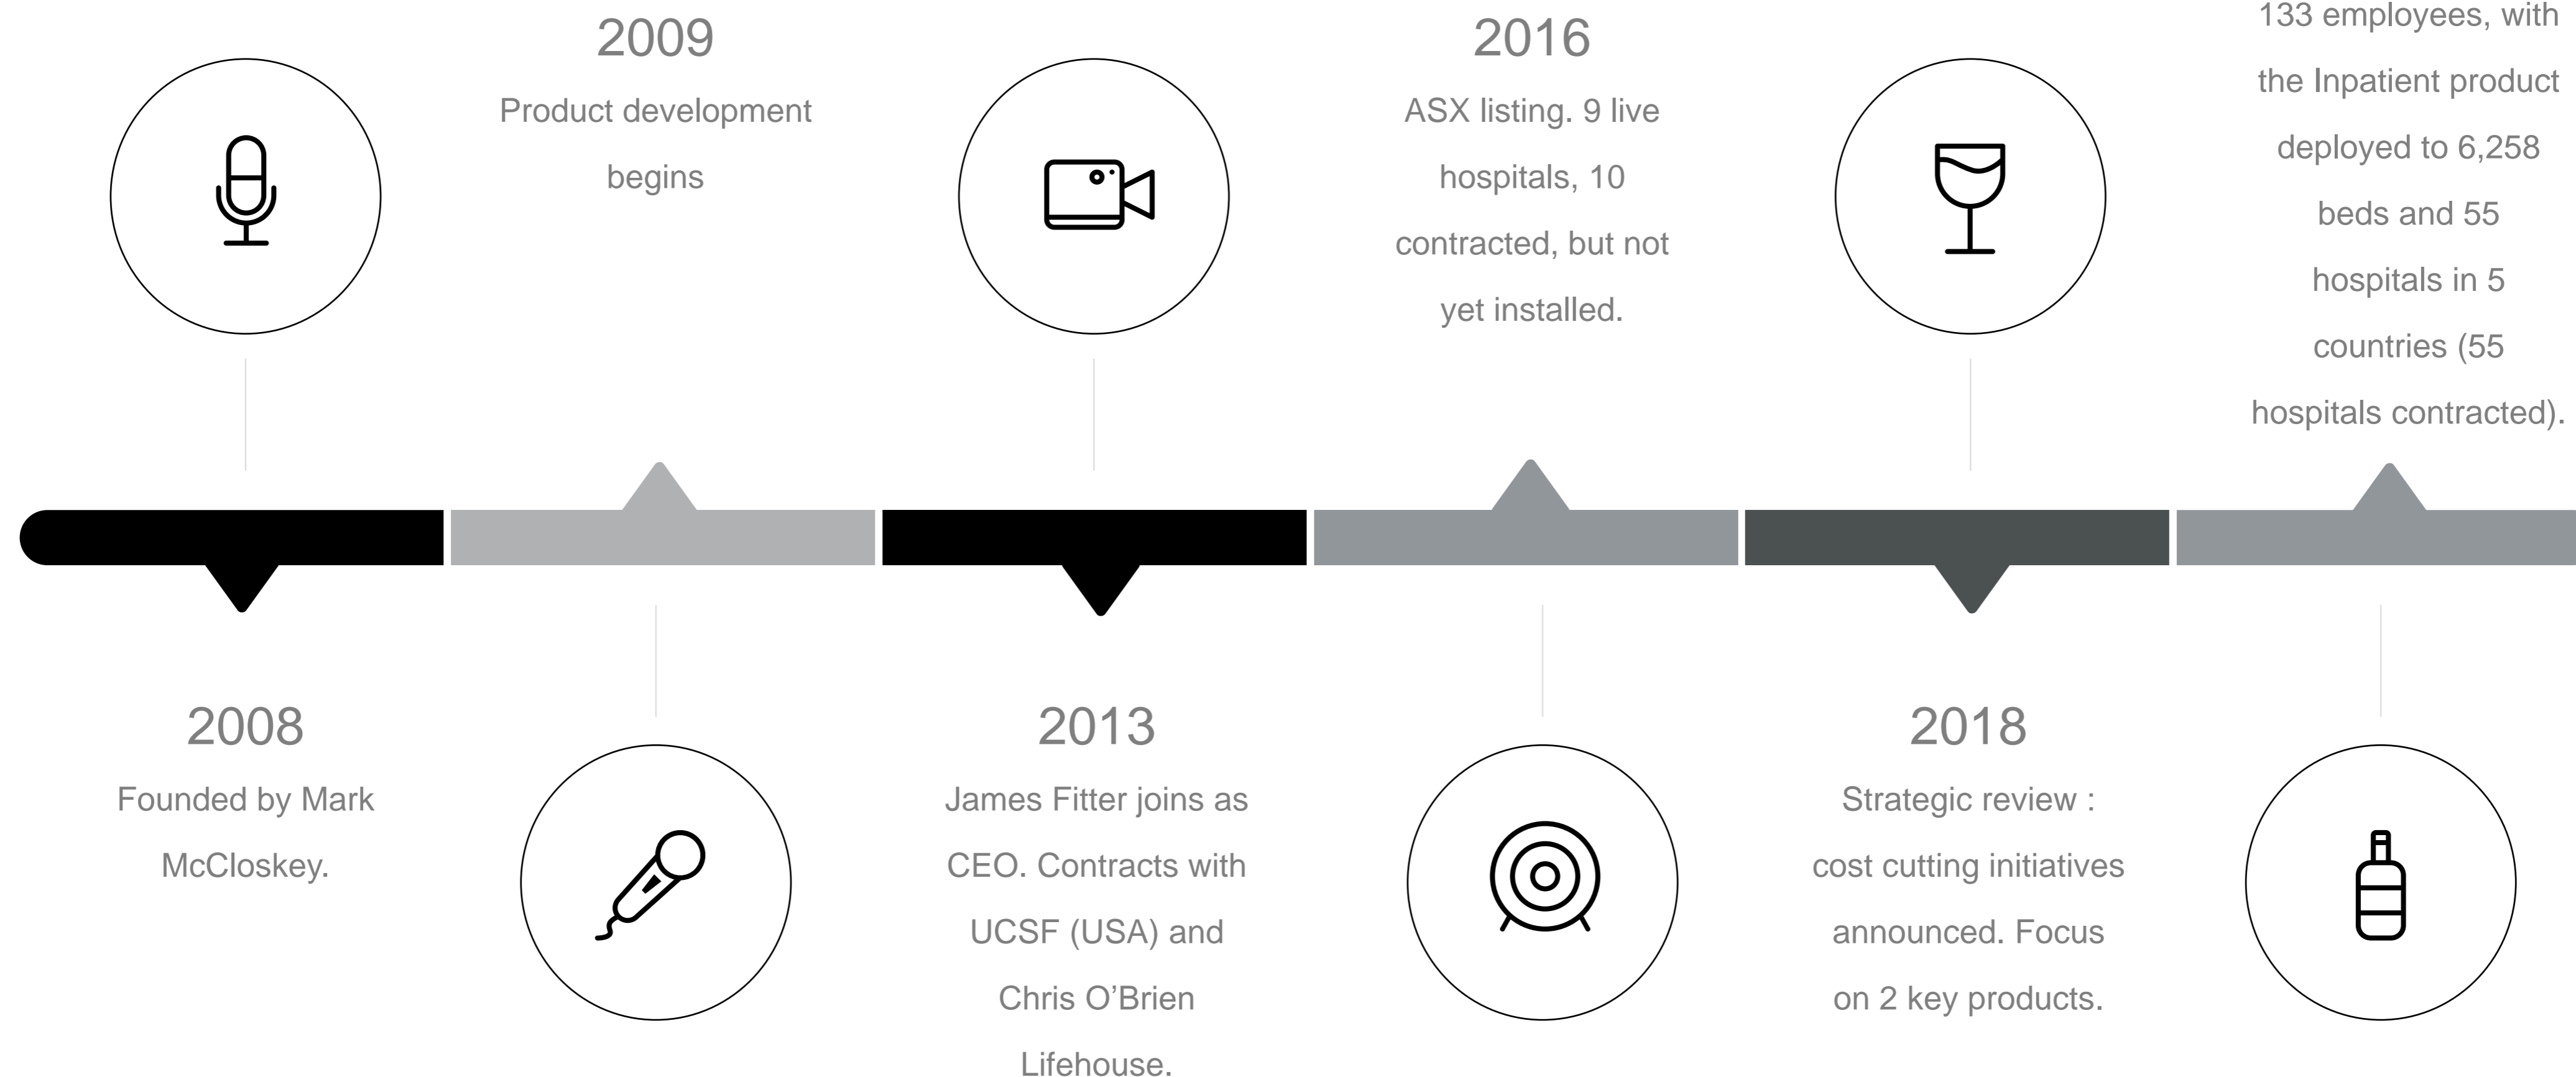 2008
Founded by Mark
McCloskey.
2009
Product development
begins
2013
James Fitter joins as
CEO. Contracts with
UCSF (USA) and
Chris O’Brien
Lifehouse.
2016
ASX listing. 9 live
hospitals, 10
contracted, but not
yet installed.
2018
Strategic review :
cost cutting initiatives
announced. Focus
on 2 key products.
133 employees, with
the Inpatient product
deployed to 6,258
beds and 55
hospitals in 5
countries (55
hospitals contracted).